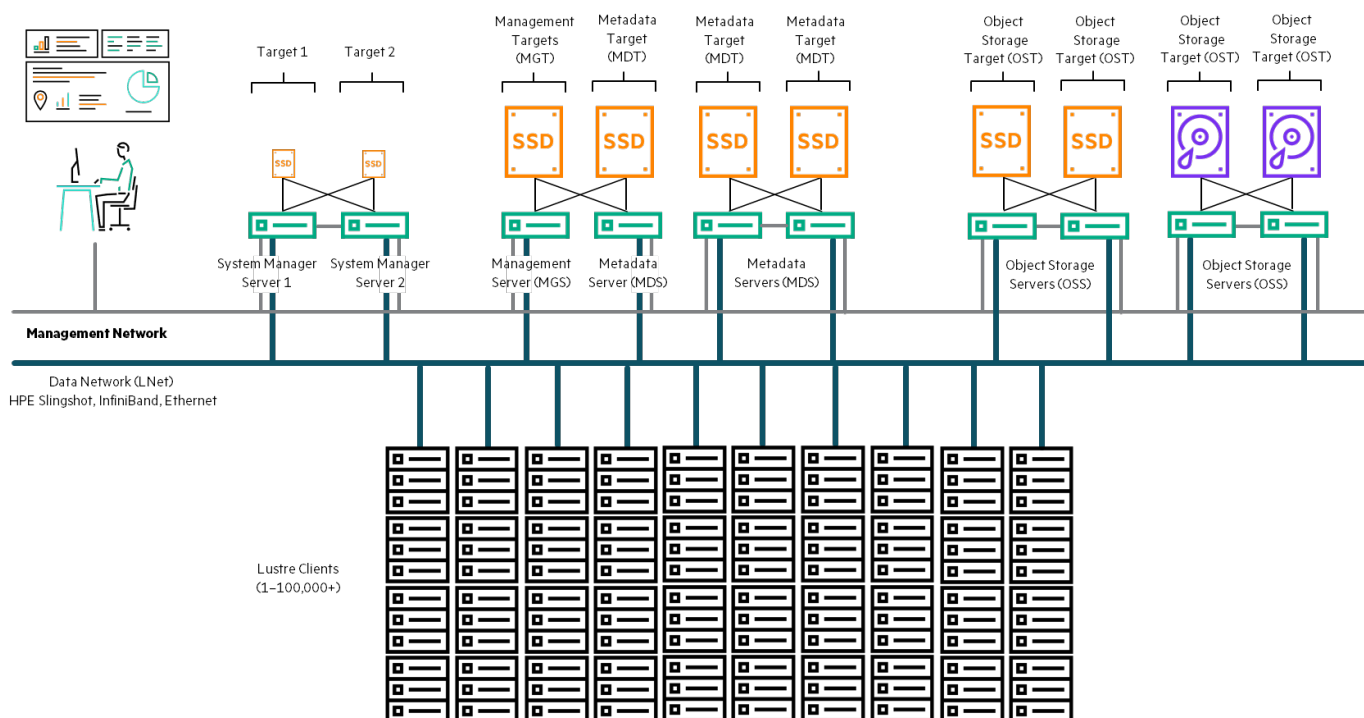 Target 1
Target 2
Management
Targets
(MGT)
Metadata
Target
(MDT)
Metadata
Target
(MDT)
Metadata
Target
(MDT)
Object
Storage
Target (OST)
Object
Storage
Target (OST)
Object
Storage
Target (OST)
Object
Storage
Target (OST)
SSD
SSD
SSD
SSD
SSD
SSD
SSD
SSD
System Manager
Server 1
System Manager
Server 2
Management
Server (MGS)
Metadata
Server (MDS)
Metadata
Servers (MDS)
Object Storage
Servers (OSS)
Object Storage
Servers (OSS)
Management Network
Data Network (LNet)
HPE Slingshot, InfiniBand, Ethernet
Lustre Clients
(1–100,000+)